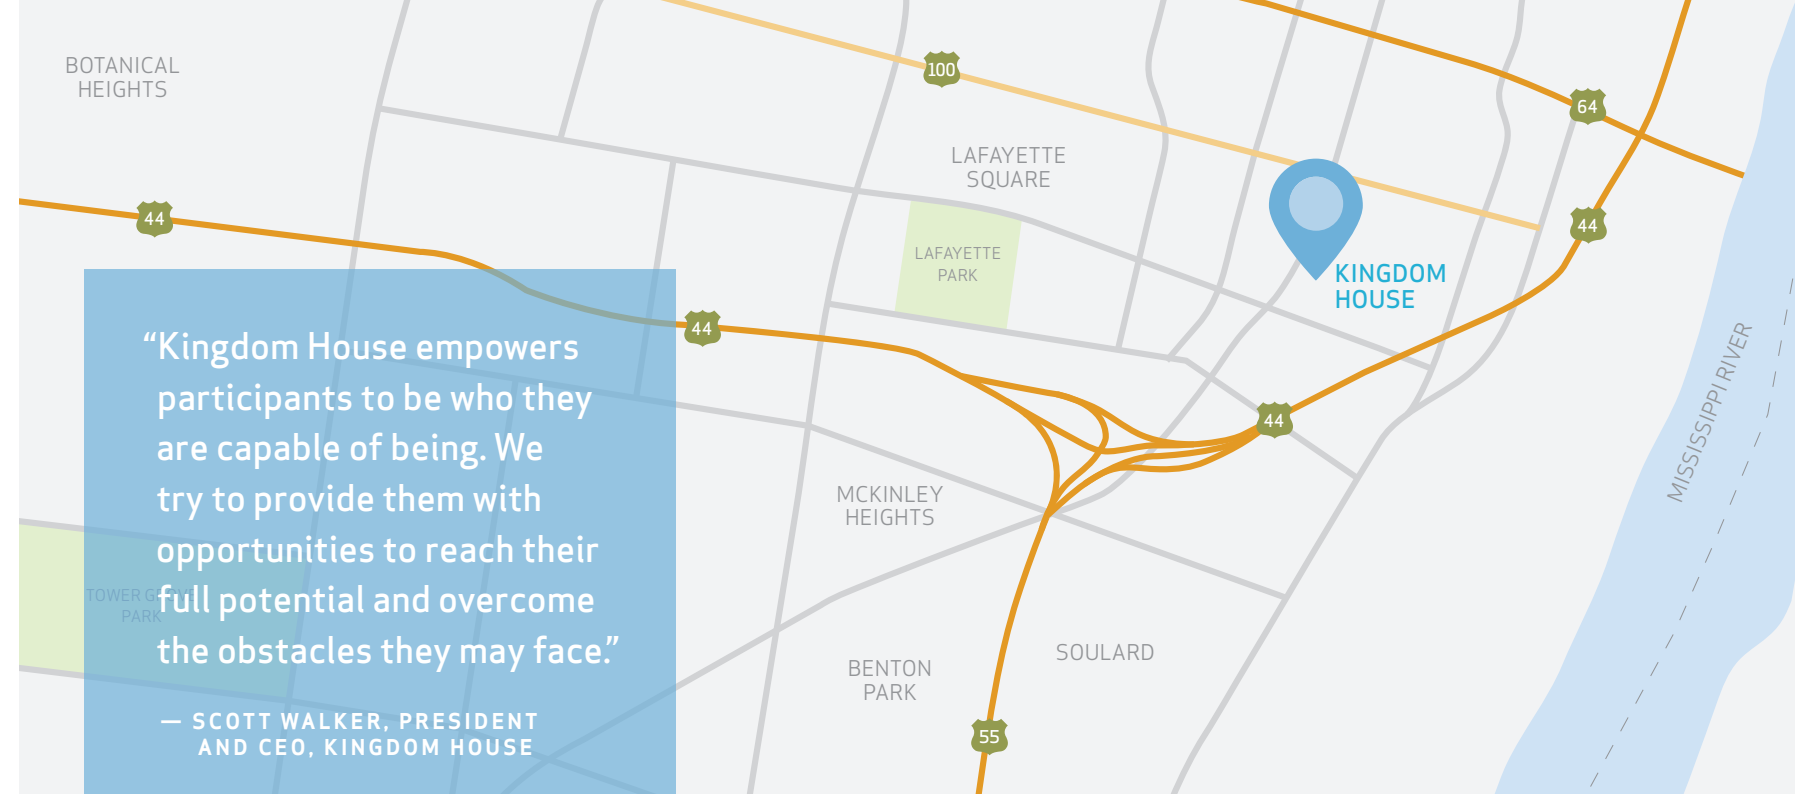 BOTANICAL
HEIGHTS
100
64
LAFAYETTE
SQUARE
44
44
LAFAYETTE
PARK
KINGDOM
HOUSE
44
MISSISSIPPI RIVER
44
“Kingdom House empowers
participants to be who they
are capable of being. We
try to provide them with
opportunities to reach their
full potential and overcome
the obstacles they may face.”
— SCOTT WALKER, PRESIDENT
AND CEO, KINGDOM HOUSE
TOWER GROVE
PARK
MCKINLEY
HEIGHTS
BENTON
PARK
SOULARD
55